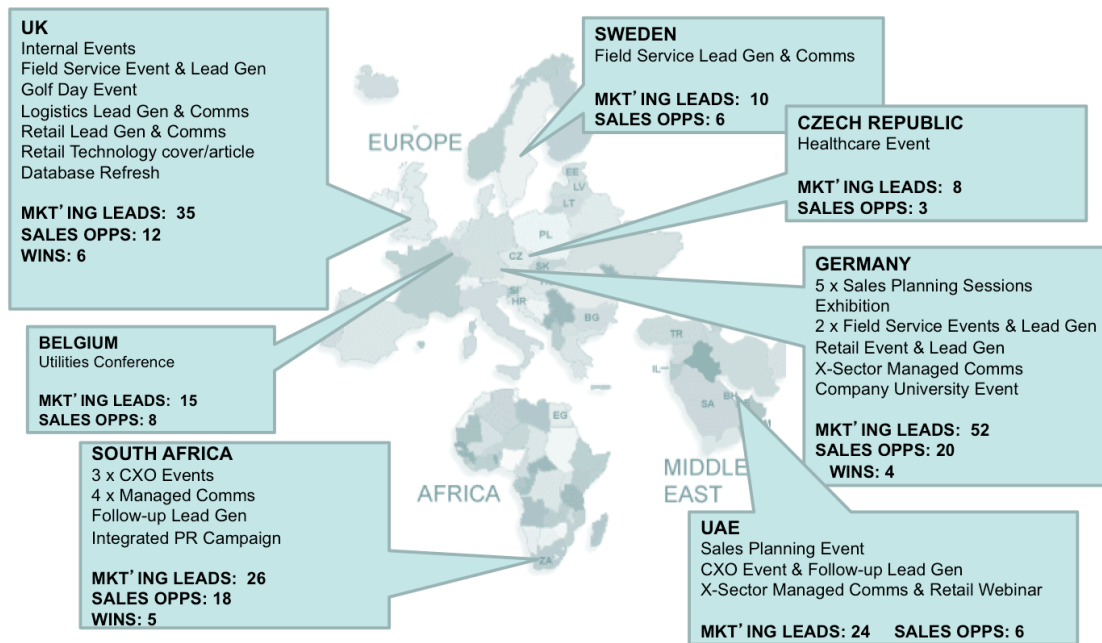 UK
Internal Events
Field Service Event & Lead Gen
Golf Day Event
Logistics Lead Gen & Comms
Retail Lead Gen & Comms
Retail Technology cover/article
Database Refresh
MKT'ING LEADS: 35
SALES OPPS: 12
WINS: 6
SWEDEN
Field Service Lead Gen & Comms
MKT'ING LEADS: 10
SALES OPPS: 6
CZECH REPUBLIC
Healthcare Event
MKT'ING LEADS: 8
SALES OPPS: 3
EUROPE
EE
LV
LT
PL
CZ
SK
SI
HR
BG
GERMANY
5 x Sales Planning Sessions
Exhibition
2 x Field Service Events & Lead Gen
Retail Event & Lead Gen
X-Sector Managed Comms
Company University Event
MKT'ING LEADS: 52
SALES OPPS: 20
WINS: 4
BELGIUM
Utilities Conference
MKT'ING LEADS: 15
SALES OPPS: 8
TR
IL
SA
BH
EG
SOUTH AFRICA
3 x CXO Events
4 x Managed Comms
Follow-up Lead Gen
Integrated PR Campaign
MKT'ING LEADS: 26
SALES OPPS: 18
WINS: 5
AFRICA
ZA
MIDDLE
EAST
UAE
Sales Planning Event
CXO Event & Follow-up Lead Gen
X-Sector Managed Comms & Retail Webinar
MKT'ING LEADS: 24 SALES OPPS: 6